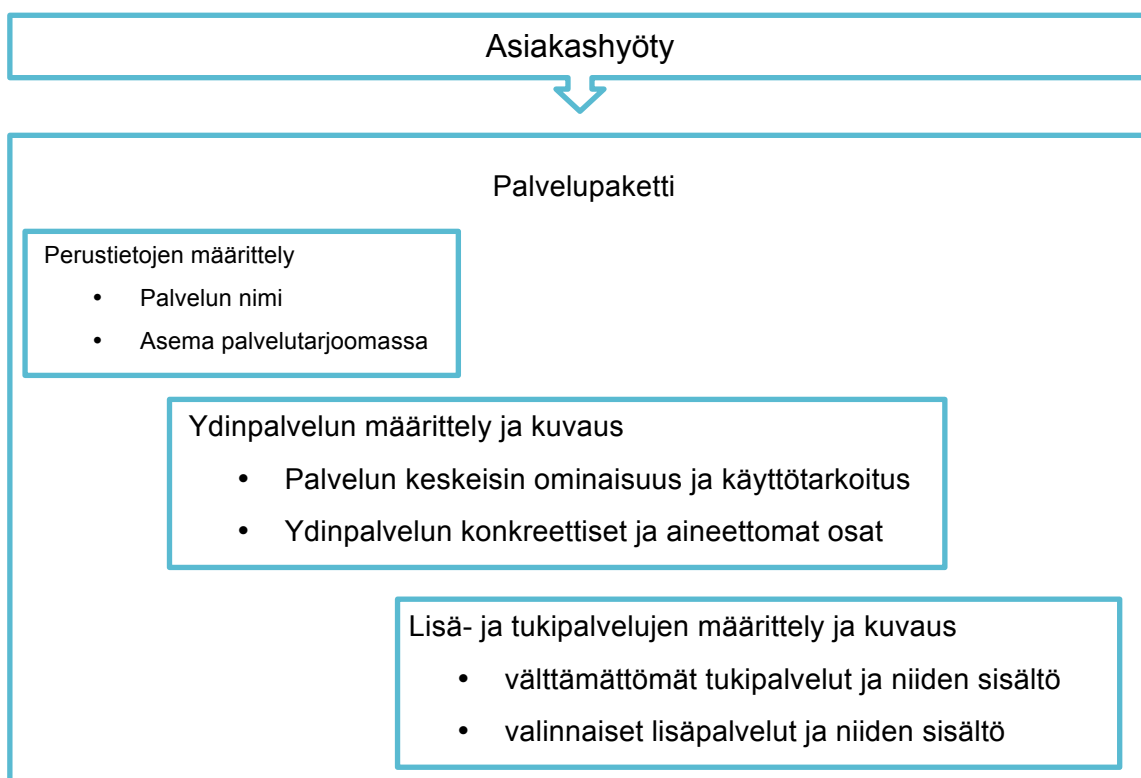 Asiakashyöty
Palvelupaketti
Perustietojen määrittely
• Palvelun nimi
• Asema palvelutarjoomassa
Ydinpalvelun määrittely ja kuvaus
• Palvelun keskeisin ominaisuus ja käyttötarkoitus
• Ydinpalvelun konkreettiset ja aineettomat osat
Lisä- ja tukipalvelujen määrittely ja kuvaus
• välttämättömät tukipalvelut ja niiden sisältö
• valinnaiset lisäpalvelut ja niiden sisältö